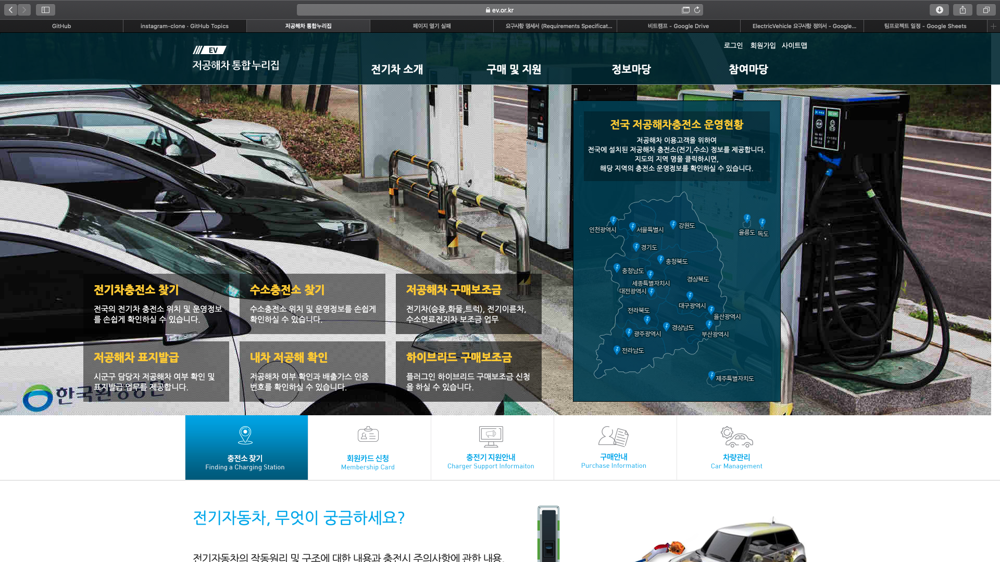 ev.or.kr
GitHub
instagram-clone · GitHub Topics
저공해차 통합누리집
페이지 열기 실패
요구사항 명세서 (Requirements Specificat...
비트캠프 - Google Drive
ElectricVehicle 요구사항 정의서 - Google...
팀프로젝트 일정 - Google Sheets
로그인 회원가입 사이트맵
EV
저공해차 통합누리집
전기차 소개
구매 및 지원
정보마당
참여마당
전국 저공해차충전소 운영현황
저공해차 이용고객을 위하여
전국에 설치된 저공해차 충전소(전기,수소) 정보를 제공합니다.
지도의 지역 명을 클릭하시면,
해당 지역의 충전소 운영정보를 확인하실 수 있습니다.
인천광역시
서울특별시
강원도
울릉도
독도
경기도
충청북도
충청남도
세종특별자치시
경상북도
대전광역시
대구광역시
전라북도
울산광역시
경상남도
광주광역시
부산광역시
전라남도
제주특별자치도
전기차충전소 찾기
전국의 전기차 충전소 위치 및 운영정보
를 손쉽게 확인하실 수 있습니다.
수소충전소 찾기
수소충전소 위치 및 운영정보를 손쉽게
확인하실 수 있습니다.
저공해차 구매보조금
전기차(승용,화물,트럭), 전기이륜차,
수소연료전지차 보조금 업무
저공해차 표지발급
시군구 담당자 저공해차 여부 확인 및
표지발급 업무를 제공합니다.
내차 저공해 확인
저공해차 여부 확인과 배출가스 인증
번호를 확인하실 수 있습니다.
하이브리드 구매보조금
플러그인 하이브리드 구매보조금 신청
을 하실 수 있습니다.
한국환경공단
충전소 찾기
Finding a Charging Station
회원카드 신청
Membership Card
충전기 지원안내
Charger Support Informaiton
구매안내
Purchase Information
차량관리
Car Management
전기자동차, 무엇이 궁금하세요?
전기자동차의 작동원리 및 구조에 대한 내용과 충전시 주의사항에 관한 내용,